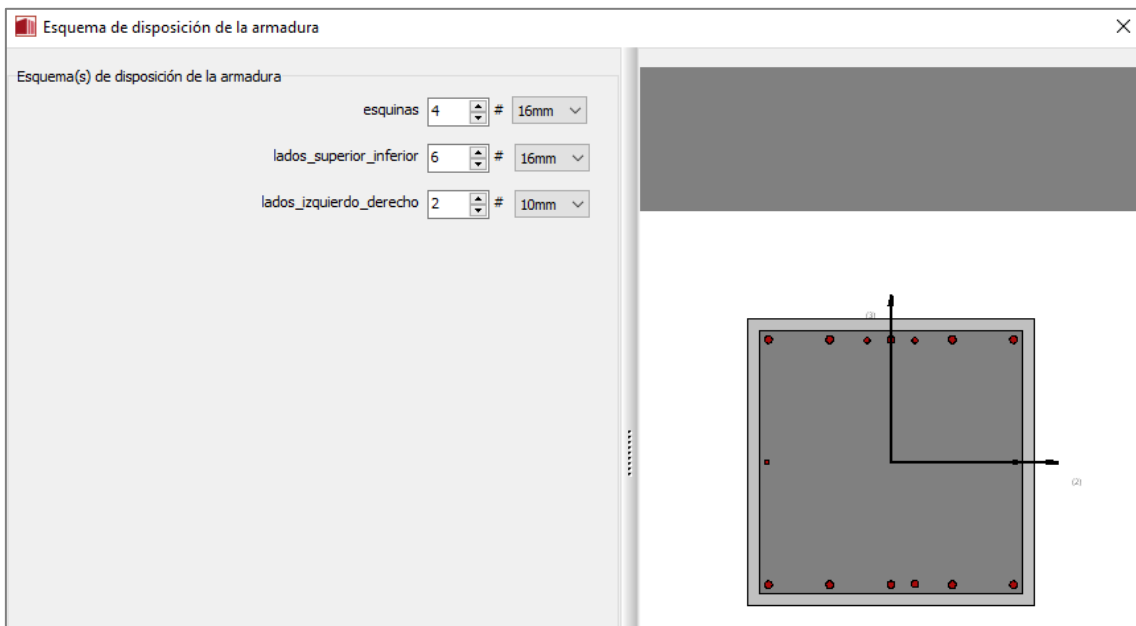 Esquema de disposición de la armadura
Esquema(s) de disposición de la armadura
esquinas 4 # 16mm
lados_superior_inferior 6 # 16mm
lados_izquierdo_derecho 2 # 10mm
(3)
(2)